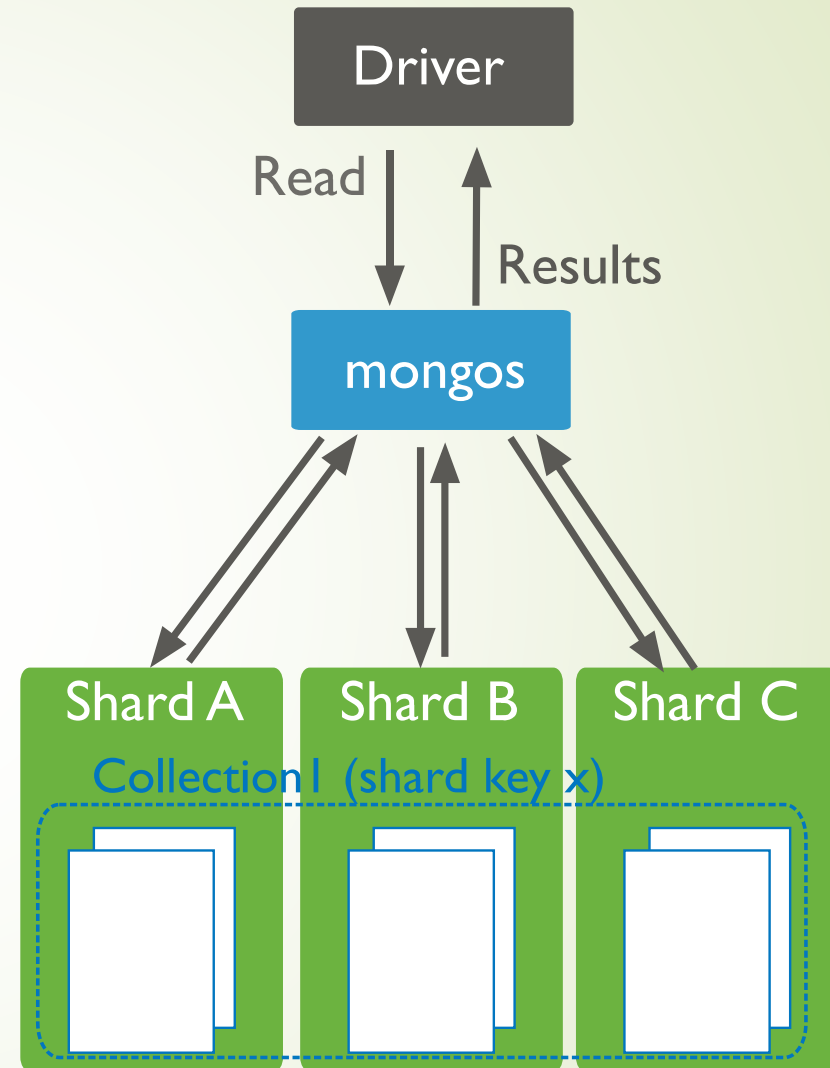 Driver
Read
Results
mongos
Shard A
Shard B
Shard C
Collection1 (shard key x)